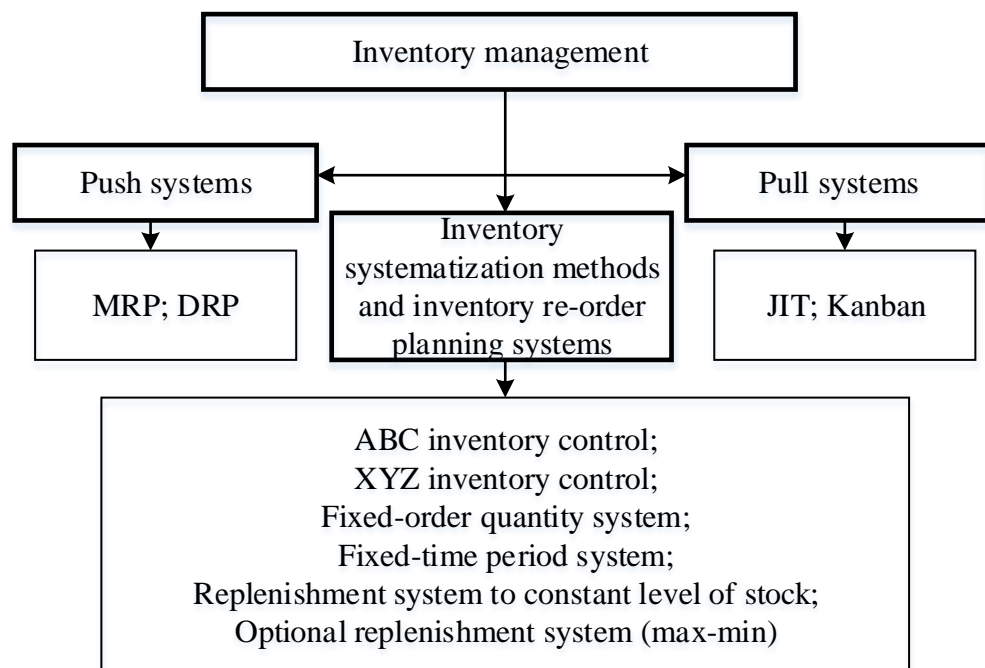 Inventory management
Push systems
Pull systems
Inventory
systematization methods
and inventory re-order
planning systems
MRP; DRP
JIT; Kanban
ABC inventory control;
XYZ inventory control;
Fixed-order quantity system;
Fixed-time period system;
Replenishment system to constant level of stock;
Optional replenishment system (max-min)